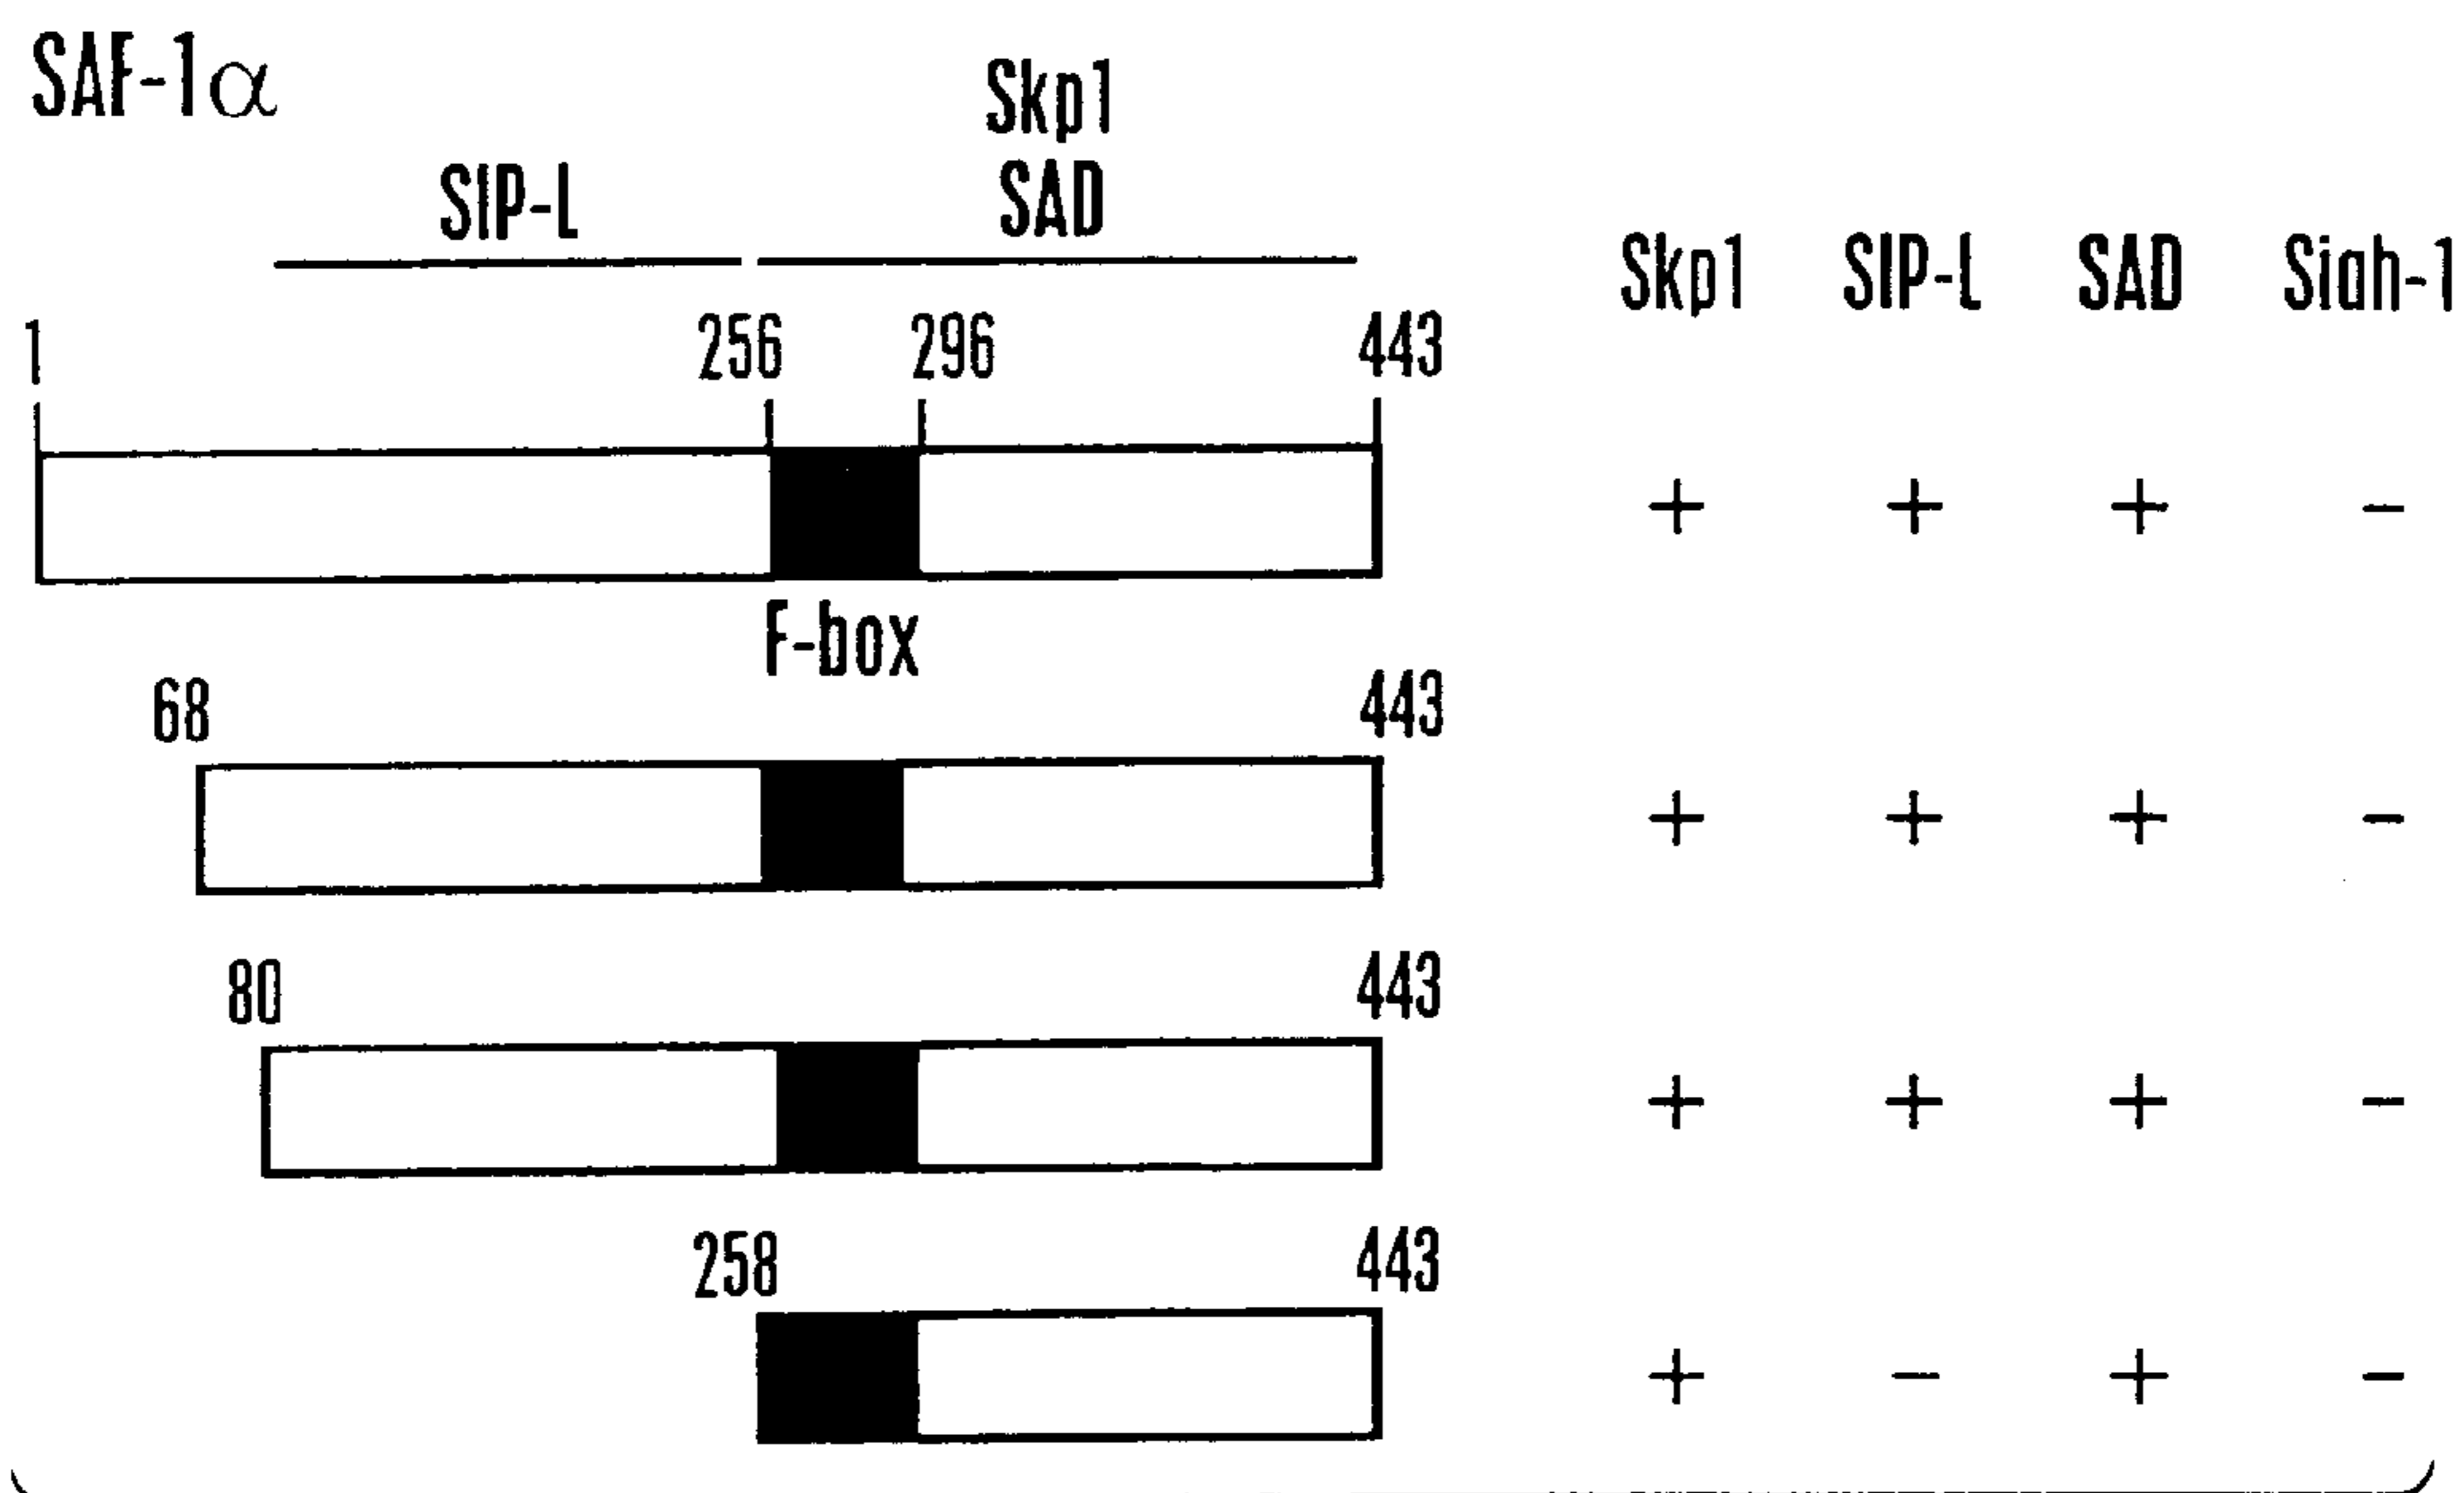 SAF-1α
Skp1
SIP-L SAD
Skp1 SIP-L SAD Siah-1
1 256 296 443
+ + + -
F-box
68 443
+ + + -
80 443
+ + + -
258 443
+ - + -